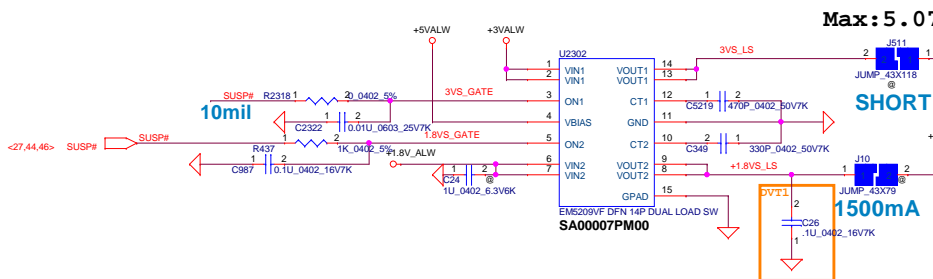 Max:5.07
+5VALW
+3VALW
U2302
J511
3VS_LS
1
2
VIN1
VIN1
VOUT1
VOUT1
14
13
2
1
JUMP_43X118
@
SHORT
SUSP#
1
R2318
2
0_0402_5%
3VS_GATE
3
ON1
CT1
12
1
2
C5219
470P_0402_50V7K
10mil
1
2
C2322
0.01U_0603_25V7K
4
VBIAS
GND
11
1.8VS_GATE
<27,44,46>
SUSP#
SUSP#
1
2
R437
1K_0402_5%
5
ON2
CT2
10
2
1
C349
330P_0402_50V7K
1
2
C987
0.1U_0402_16V7K
+1.8V_ALW
6
7
VIN2
VIN2
VOUT2
VOUT2
9
8
+1.8VS_LS
J10
2
1
JUMP_43X79
@
1
2
C24
@
1U_0402_6.3V6K
GPAD
15
EM5209VF DFN 14P DUAL LOAD SW
SA00007PM00
DVT1
1500mA
2
C26
.1U_0402_16V7K
1